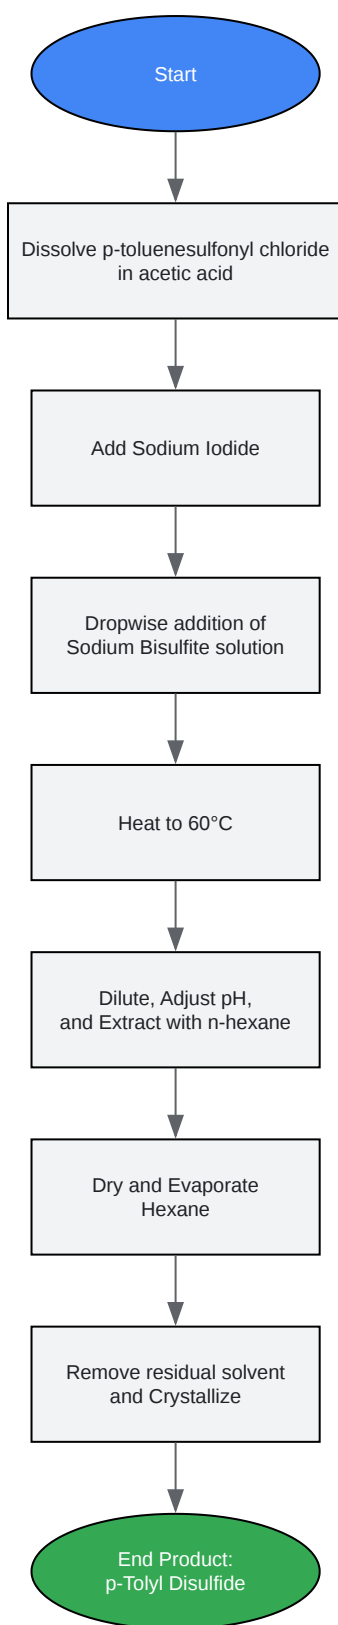 Start
Dissolve p-toluenesulfonyl chloride
in acetic acid
Add Sodium Iodide
Dropwise addition of
Sodium Bisulfite solution
Heat to 60°C
Dilute, Adjust pH,
and Extract with n-hexane
Dry and Evaporate
Hexane
Remove residual solvent
and Crystallize
End Product:
p-Tolyl Disulfide